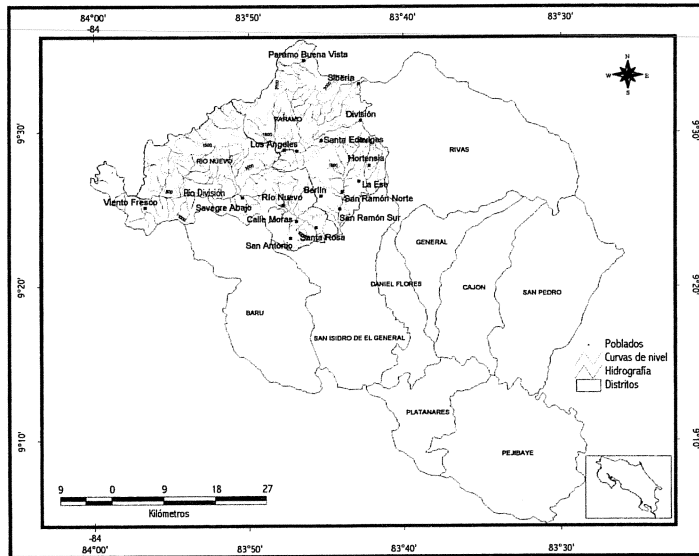 84°00' 83°50' 83°40' 83°30'
-84
Paramo Buena Vista
Siberia
División
PARAMO
Santa Eduviges
Los Angeles
RIVAS
Hortensia
RIO NUEVO
La Ese
Río División
Berlín
San Ramón Norte
Río Nuevo
Viento Fresco
Savegre Abajo
San Ramón Sur
Calle Moras
Santa Rosa
San Antonio
GENERAL
DANIEL FLORES
CAJON
SAN PEDRO
BARU
SAN ISIDRO DE EL GENERAL
PLATANARES
PEJIBAYE
9°30'
9°20'
9°10'
9°30'
9°20'
9°10'
N
W E
S
Poblados
Curvas de nivel
Hidrografía
Distritos
9 0 9 18 27
Kilómetros
-84
84°00' 83°50' 83°40' 83°30'